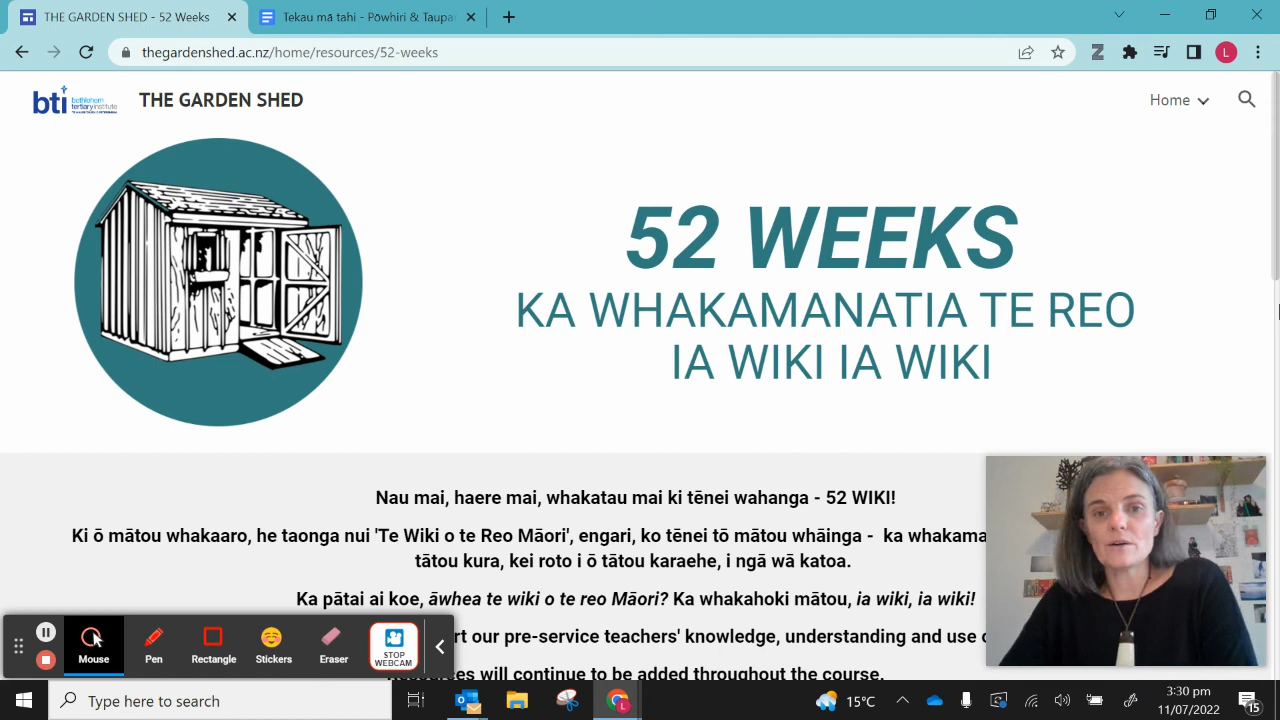 THE GARDEN SHED - 52 Weeks
Tekau mā tahi - Pōwhiri & Taupa
thegardenshed.ac.nz/home/resources/52-weeks
L
bti bethlehem tertiary institute
THE GARDEN SHED
Home
52 WEEKS
KA WHAKAMANATIA TE REO
IA WIKI IA WIKI
Nau mai, haere mai, whakatau mai ki tēnei wahanga - 52 WIKI!
Ki ō mātou whakaaro, he taonga nui 'Te Wiki o te Reo Māori', engari, ko tēnei tō mātou whāinga - ka whakama
tātou kura, kei roto i ō tātou karaehe, i ngā wā katoa.
Ka pātai ai koe, āwhea te wiki o te reo Māori? Ka whakahoki mātou, ia wiki, ia wiki!
rt our pre-service teachers' knowledge, understanding and use
will continue to be added throughout the course.
Mouse
Pen
Rectangle
Stickers
Eraser
STOP
WEBCAM
Type here to search
L
15°C
3:30 pm
11/07/2022
15